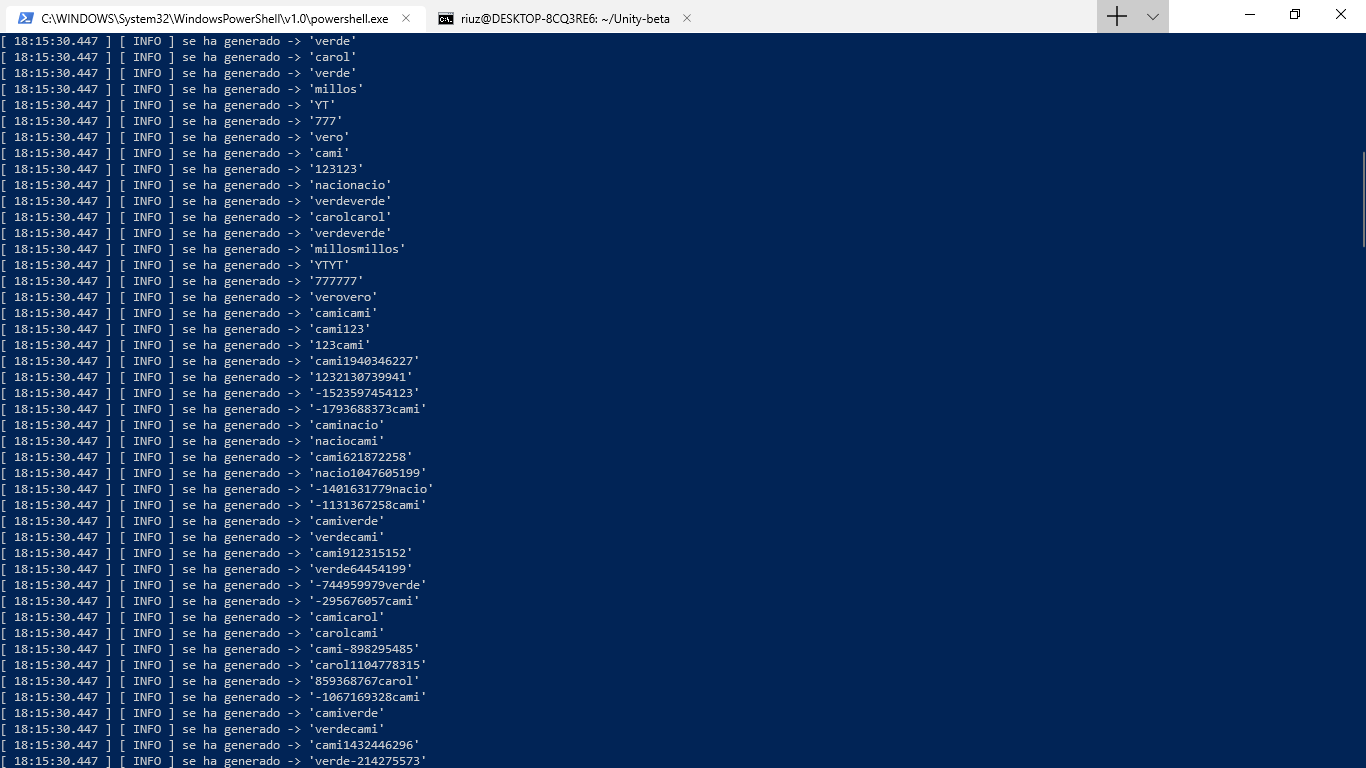 C:\WINDOWS\System32\WindowsPowerShell\v1.0\powershell.exe
riuz@DESKTOP-8CQ3RE6: ~/Unity-beta
[ 18:15:30.447 ] [ INFO ] se ha generado -> 'verde'
[ 18:15:30.447 ] [ INFO ] se ha generado -> 'carol'
[ 18:15:30.447 ] [ INFO ] se ha generado -> 'verde'
[ 18:15:30.447 ] [ INFO ] se ha generado -> 'millos'
[ 18:15:30.447 ] [ INFO ] se ha generado -> 'YT'
[ 18:15:30.447 ] [ INFO ] se ha generado -> '777'
[ 18:15:30.447 ] [ INFO ] se ha generado -> 'vero'
[ 18:15:30.447 ] [ INFO ] se ha generado -> 'cami'
[ 18:15:30.447 ] [ INFO ] se ha generado -> '123123'
[ 18:15:30.447 ] [ INFO ] se ha generado -> 'nacionacio'
[ 18:15:30.447 ] [ INFO ] se ha generado -> 'verdeverde'
[ 18:15:30.447 ] [ INFO ] se ha generado -> 'carolcarol'
[ 18:15:30.447 ] [ INFO ] se ha generado -> 'verdeverde'
[ 18:15:30.447 ] [ INFO ] se ha generado -> 'millosmillos'
[ 18:15:30.447 ] [ INFO ] se ha generado -> 'YTYT'
[ 18:15:30.447 ] [ INFO ] se ha generado -> '777777'
[ 18:15:30.447 ] [ INFO ] se ha generado -> 'verovero'
[ 18:15:30.447 ] [ INFO ] se ha generado -> 'camicami'
[ 18:15:30.447 ] [ INFO ] se ha generado -> 'cami123'
[ 18:15:30.447 ] [ INFO ] se ha generado -> '123cami'
[ 18:15:30.447 ] [ INFO ] se ha generado -> 'cami1940346227'
[ 18:15:30.447 ] [ INFO ] se ha generado -> '1232130739941'
[ 18:15:30.447 ] [ INFO ] se ha generado -> '-1523597454123'
[ 18:15:30.447 ] [ INFO ] se ha generado -> '-1793688373cami'
[ 18:15:30.447 ] [ INFO ] se ha generado -> 'caminacio'
[ 18:15:30.447 ] [ INFO ] se ha generado -> 'naciocami'
[ 18:15:30.447 ] [ INFO ] se ha generado -> 'cami621872258'
[ 18:15:30.447 ] [ INFO ] se ha generado -> 'nacio1047605199'
[ 18:15:30.447 ] [ INFO ] se ha generado -> '-1401631779nacio'
[ 18:15:30.447 ] [ INFO ] se ha generado -> '-1131367258cami'
[ 18:15:30.447 ] [ INFO ] se ha generado -> 'camiverde'
[ 18:15:30.447 ] [ INFO ] se ha generado -> 'verdecami'
[ 18:15:30.447 ] [ INFO ] se ha generado -> 'cami912315152'
[ 18:15:30.447 ] [ INFO ] se ha generado -> 'verde64454199'
[ 18:15:30.447 ] [ INFO ] se ha generado -> '-744959979verde'
[ 18:15:30.447 ] [ INFO ] se ha generado -> '-295676057cami'
[ 18:15:30.447 ] [ INFO ] se ha generado -> 'camicarol'
[ 18:15:30.447 ] [ INFO ] se ha generado -> 'carolcami'
[ 18:15:30.447 ] [ INFO ] se ha generado -> 'cami-898295485'
[ 18:15:30.447 ] [ INFO ] se ha generado -> 'carol1104778315'
[ 18:15:30.447 ] [ INFO ] se ha generado -> '859368767carol'
[ 18:15:30.447 ] [ INFO ] se ha generado -> '-1067169328cami'
[ 18:15:30.447 ] [ INFO ] se ha generado -> 'camiverde'
[ 18:15:30.447 ] [ INFO ] se ha generado -> 'verdecami'
[ 18:15:30.447 ] [ INFO ] se ha generado -> 'cami1432446296'
[ 18:15:30.447 ] [ INFO ] se ha generado -> 'verde-214275573'